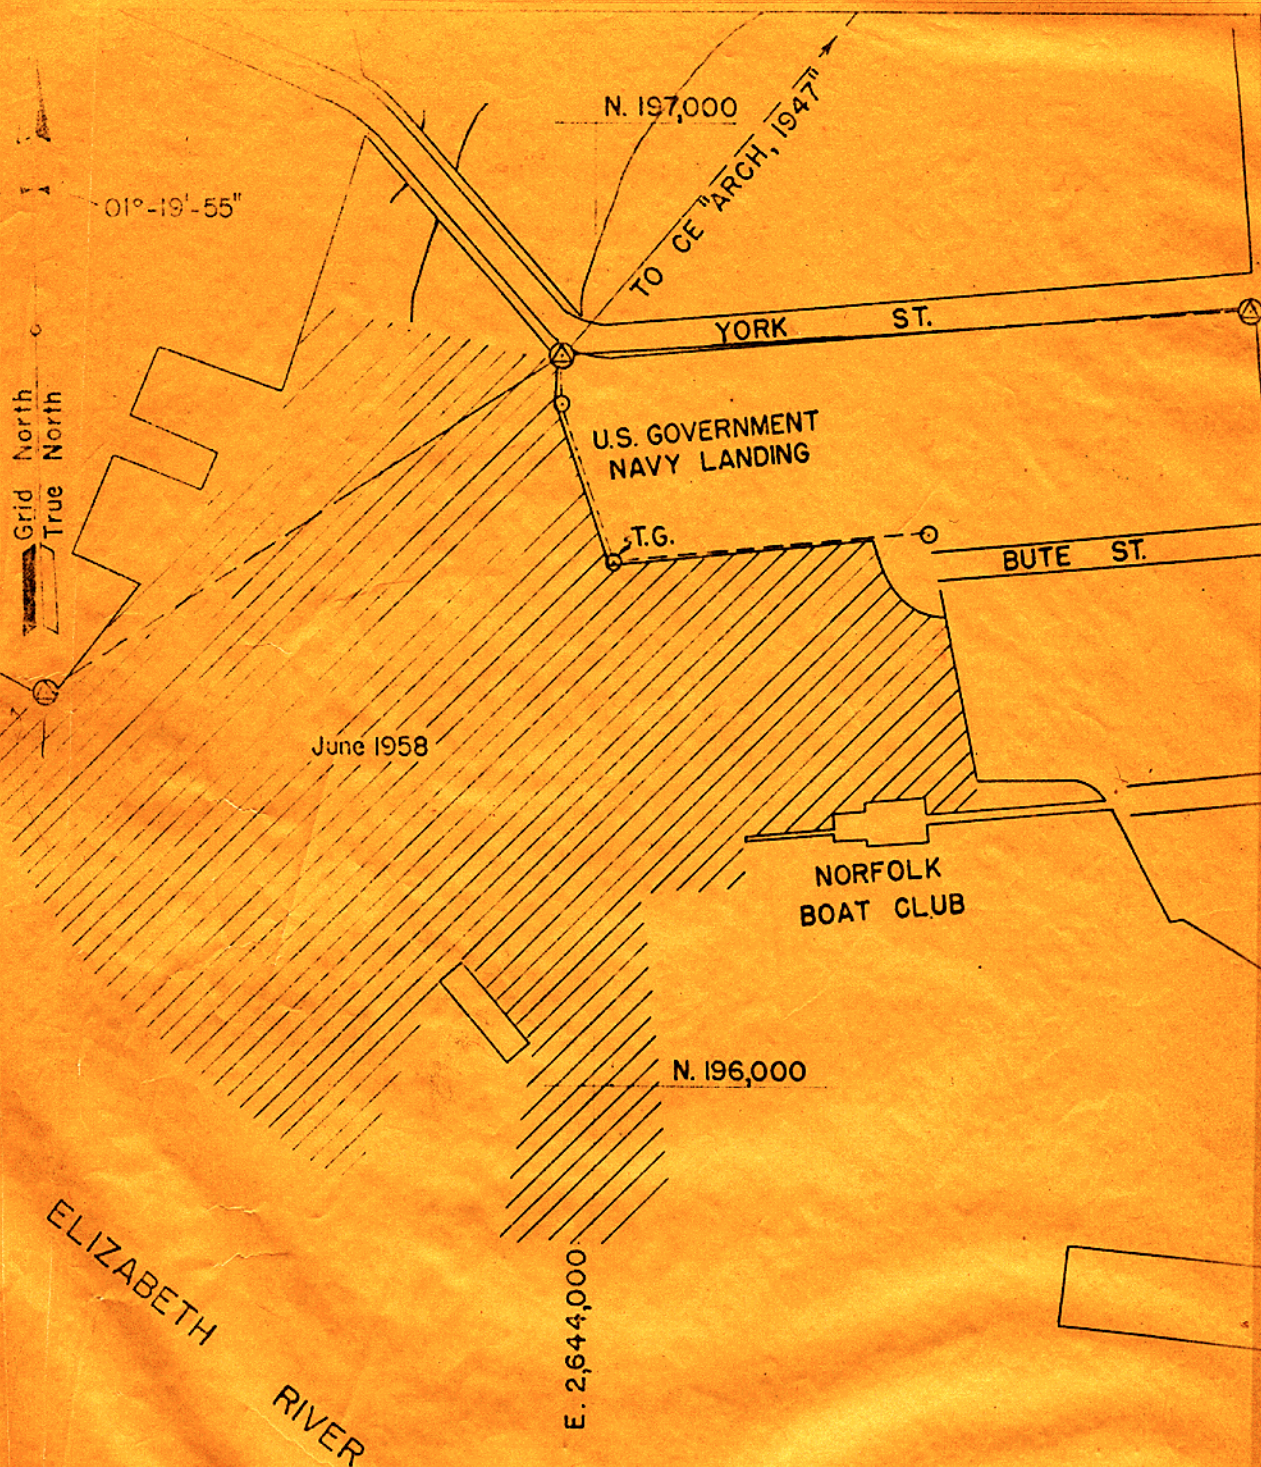 N. 197,000
TO CE "ARCH, 1947"
01°-19'-55"
YORK ST.
Grid North
True North
U.S. GOVERNMENT
NAVY LANDING
T.G.
BUTE ST.
June 1958
NORFOLK
BOAT CLUB
N. 196,000
ELIZABETH
RIVER
E. 2,644,000